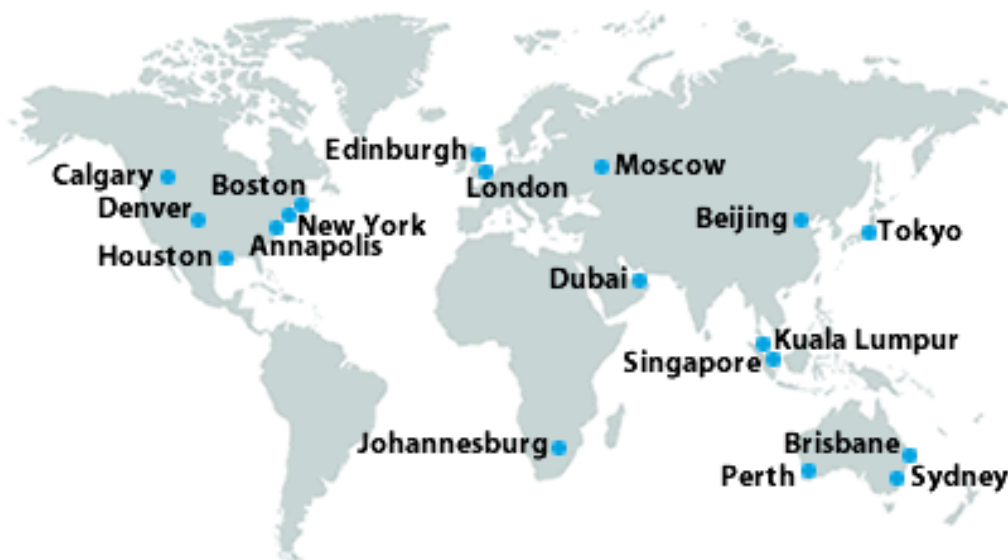 Edinburgh
Moscow
London
Calgary
Boston
Denver
New York
Annapolis
Houston
Beijing
Tokyo
Dubai
Kuala Lumpur
Singapore
Johannesburg
Brisbane
Perth
Sydney